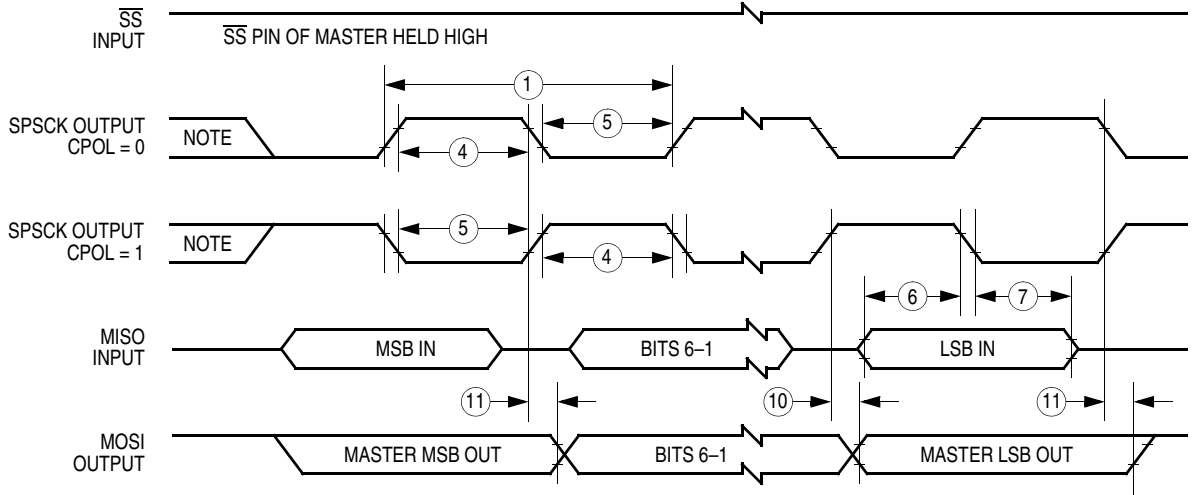 SS
INPUT
SS PIN OF MASTER HELD HIGH
1
SPSCK OUTPUT
CPOL = 0
NOTE
5
4
SPSCK OUTPUT
CPOL = 1
NOTE
5
4
6
7
MISO
INPUT
MSB IN
BITS 6–1
LSB IN
11
10
11
MOSI
OUTPUT
MASTER MSB OUT
BITS 6–1
MASTER LSB OUT